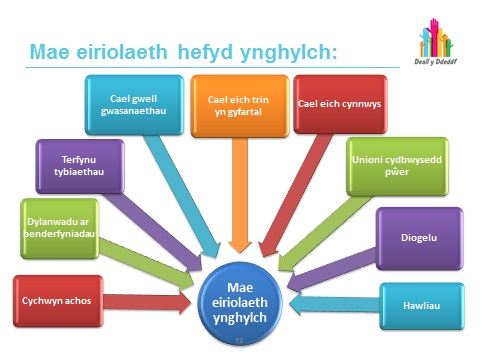 Mae eiriolaeth hefyd ynghylch:
Deall y Ddeddf
Cael gwell
gwasanaethau
Cael eich trin
yn gyfartal
Cael eich cynnwys
Terfynu
tybiaethau
Unioni cydbwysedd
pŵer
Dylanwadu ar
benderfyniadau
Diogelu
Cychwyn achos
Mae
eiriolaeth
ynghylch
13
Hawliau